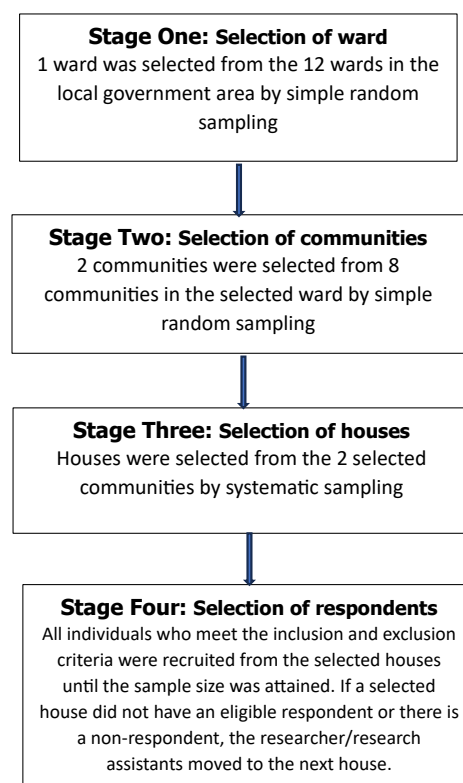 Stage One: Selection of ward
1 ward was selected from the 12 wards in the
local government area by simple random
sampling
Stage Two: Selection of communities
2 communities were selected from 8
communities in the selected ward by simple
random sampling
Stage Three: Selection of houses
Houses were selected from the 2 selected
communities by systematic sampling
Stage Four: Selection of respondents
All individuals who meet the inclusion and exclusion
criteria were recruited from the selected houses
until the sample size was attained. If a selected
house did not have an eligible respondent or there is
a non-respondent, the researcher/research
assistants moved to the next house.